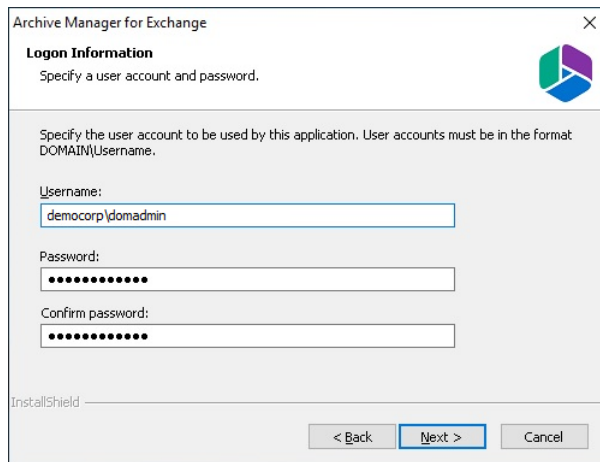 Archive Manager for Exchange
Logon Information
Specify a user account and password.
Specify the user account to be used by this application. User accounts must be in the format
DOMAIN\Username.
Username:
democorp\domadmin
Password:
●●●●●●●●●●●●
Confirm password:
●●●●●●●●●●●●
InstallShield
< Back
Next >
Cancel